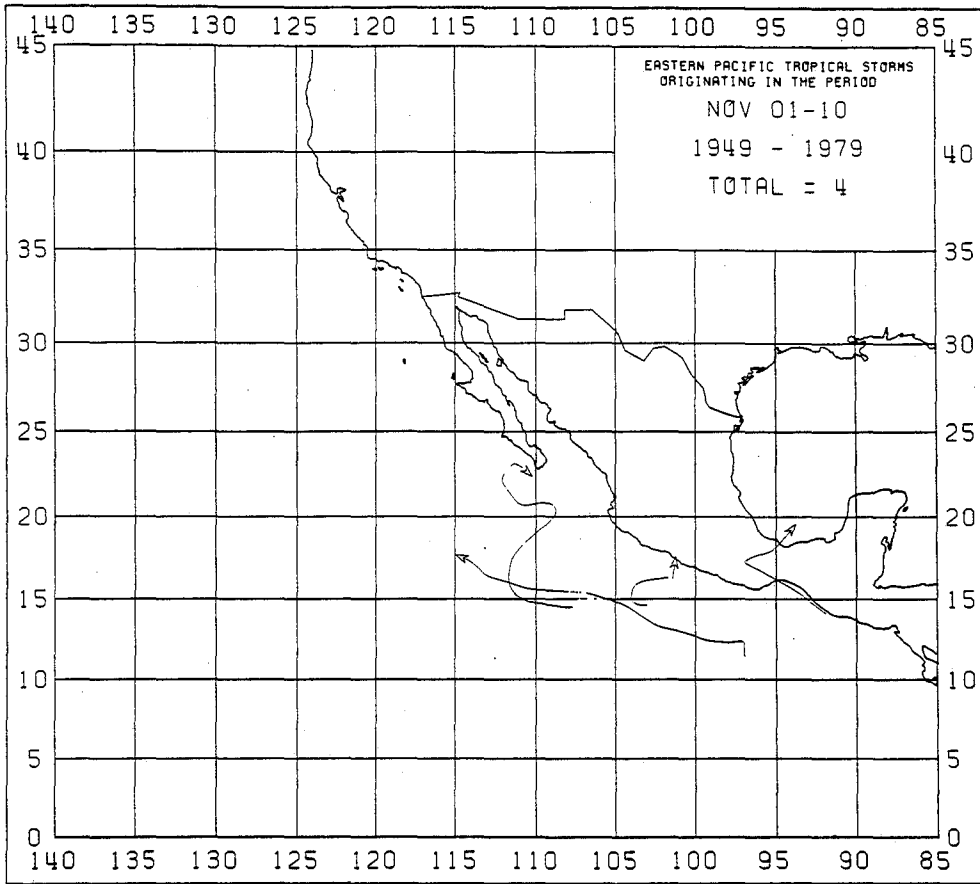 140 135 130 125 120 115 110 105 100 95 90 85
45 45
EASTERN PACIFIC TROPICAL STORMS
ORIGINATING IN THE PERIOD
NOV 01-10
1949 - 1979
TOTAL = 4
40 40
35 35
30 30
25 25
20 20
15 15
10 10
5 5
0 0
140 135 130 125 120 115 110 105 100 95 90 85